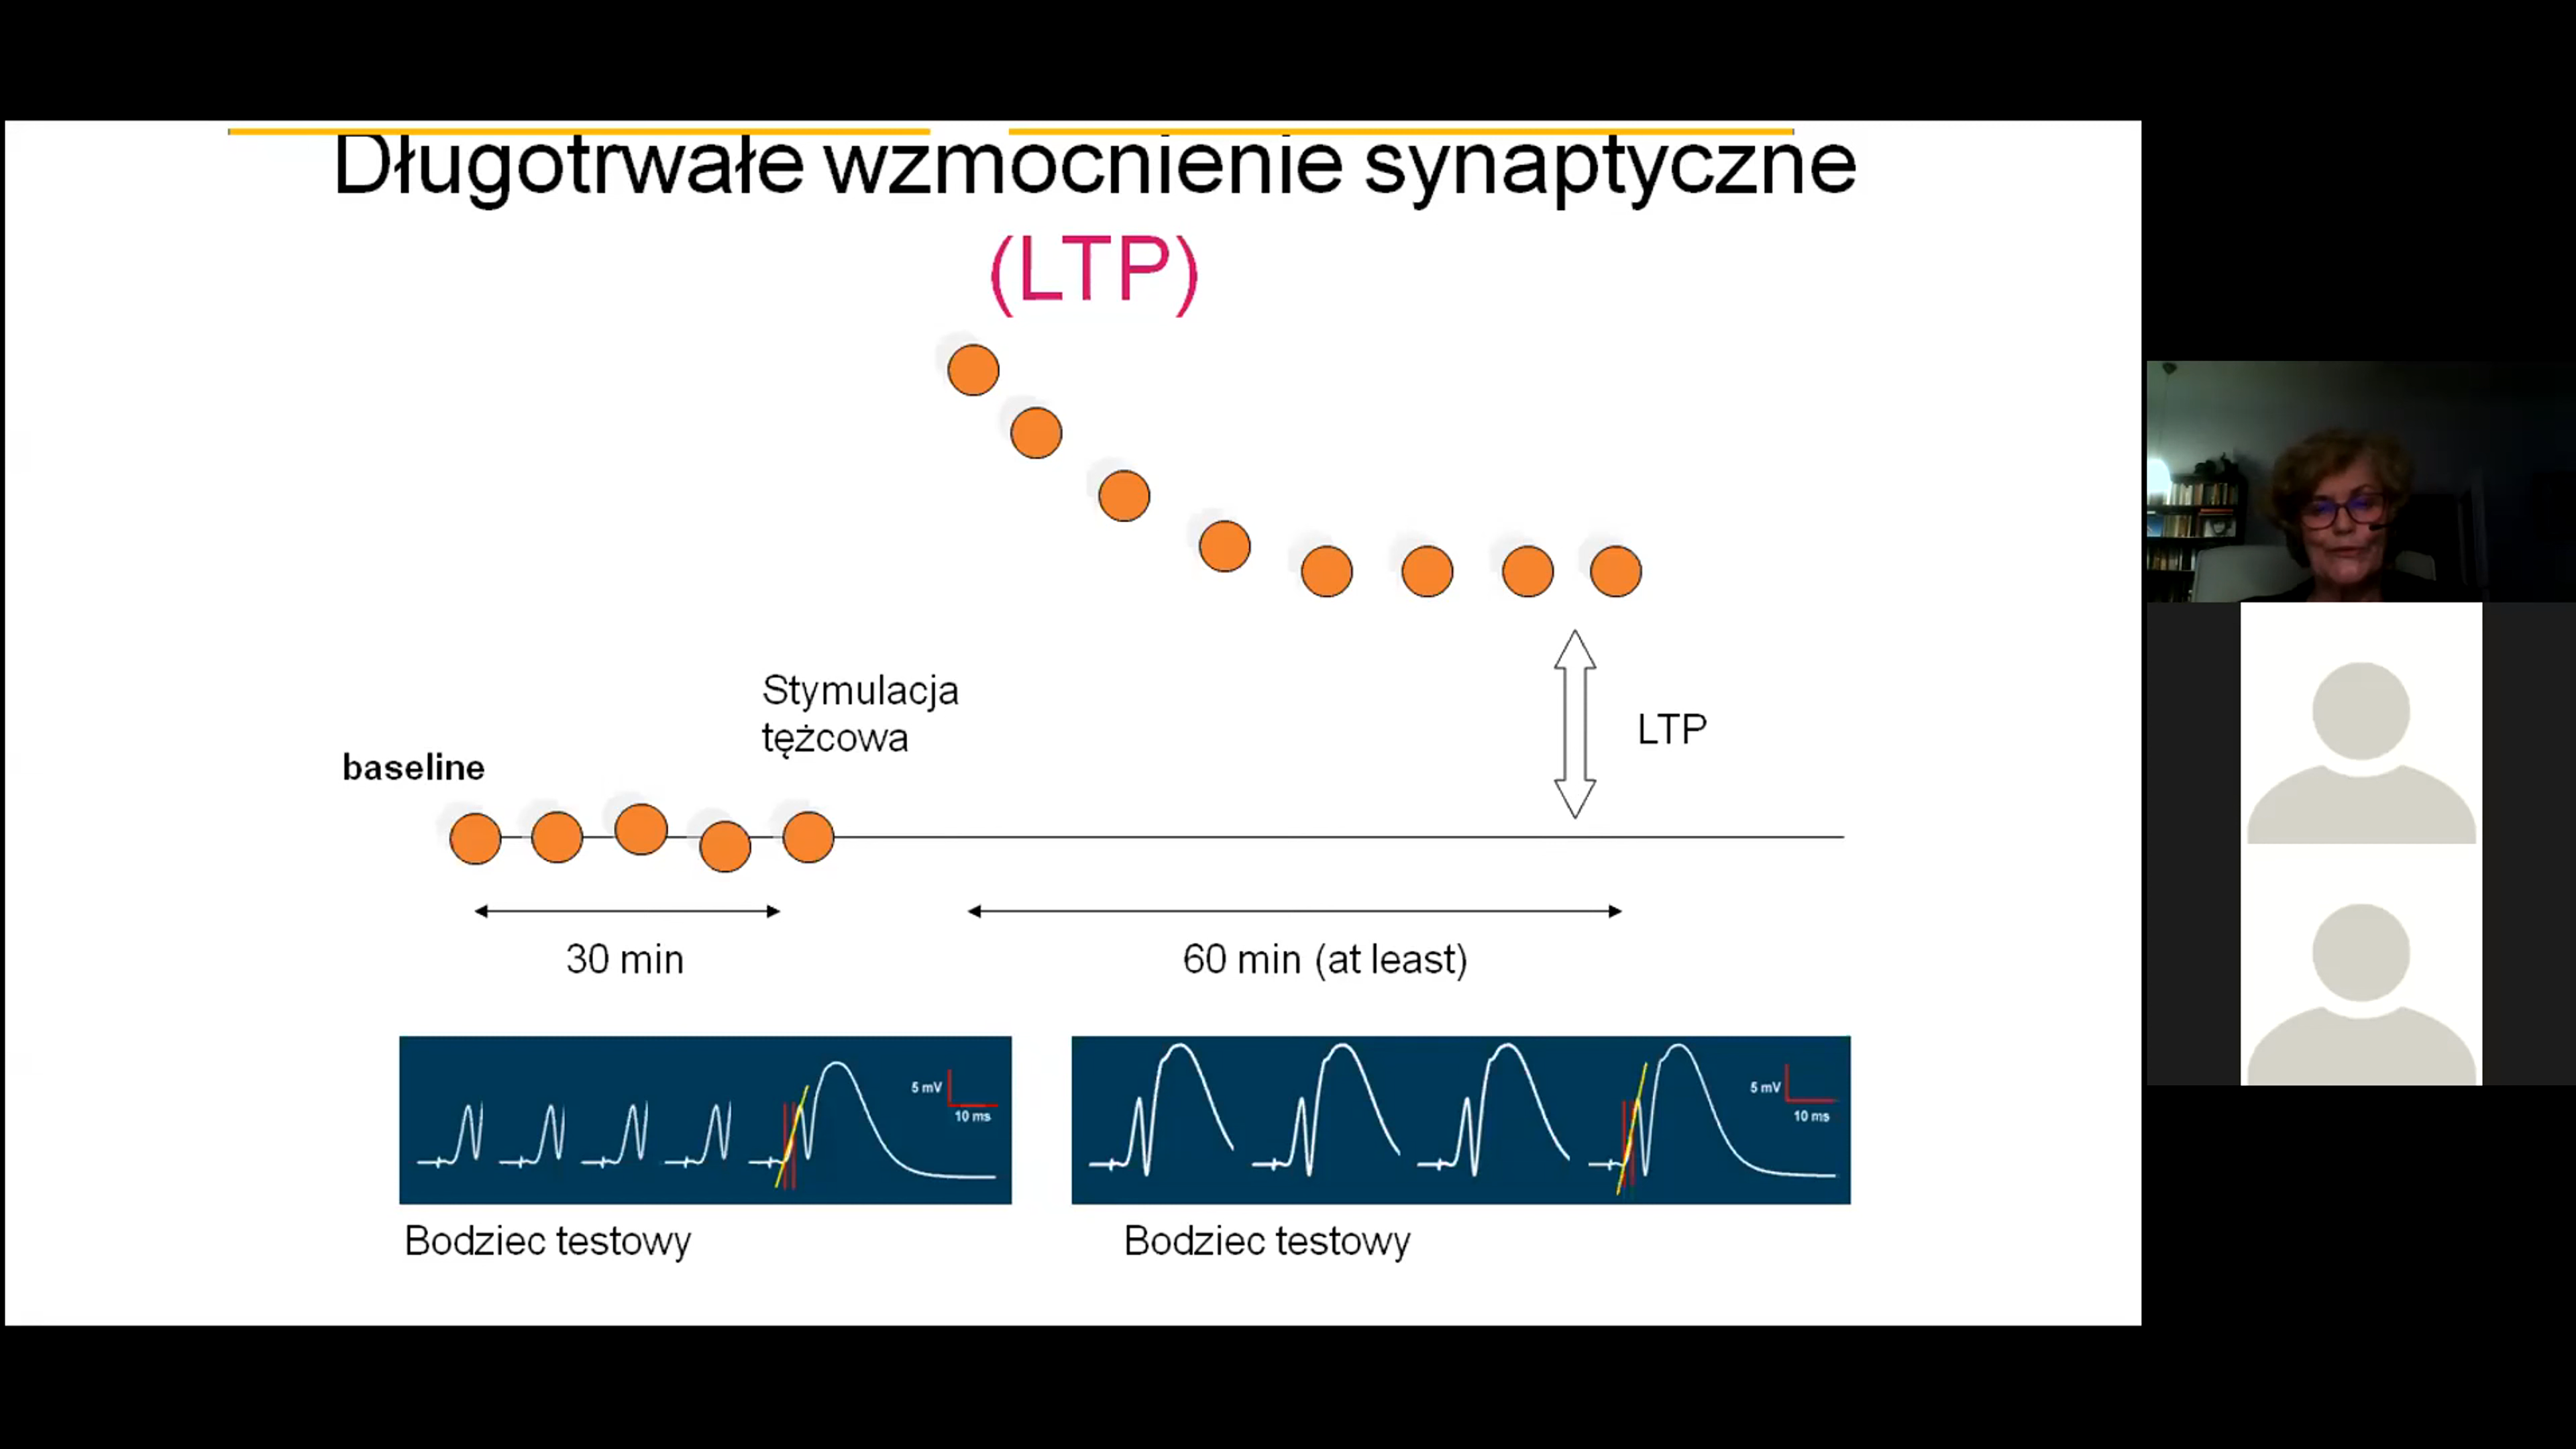 Długotrwałe wzmocnienie synaptyczne
(LTP)
Stymulacja
tężcowa
baseline
LTP
30 min
60 min (at least)
5 mV
10 ms
5 mV
10 ms
Bodziec testowy
Bodziec testowy